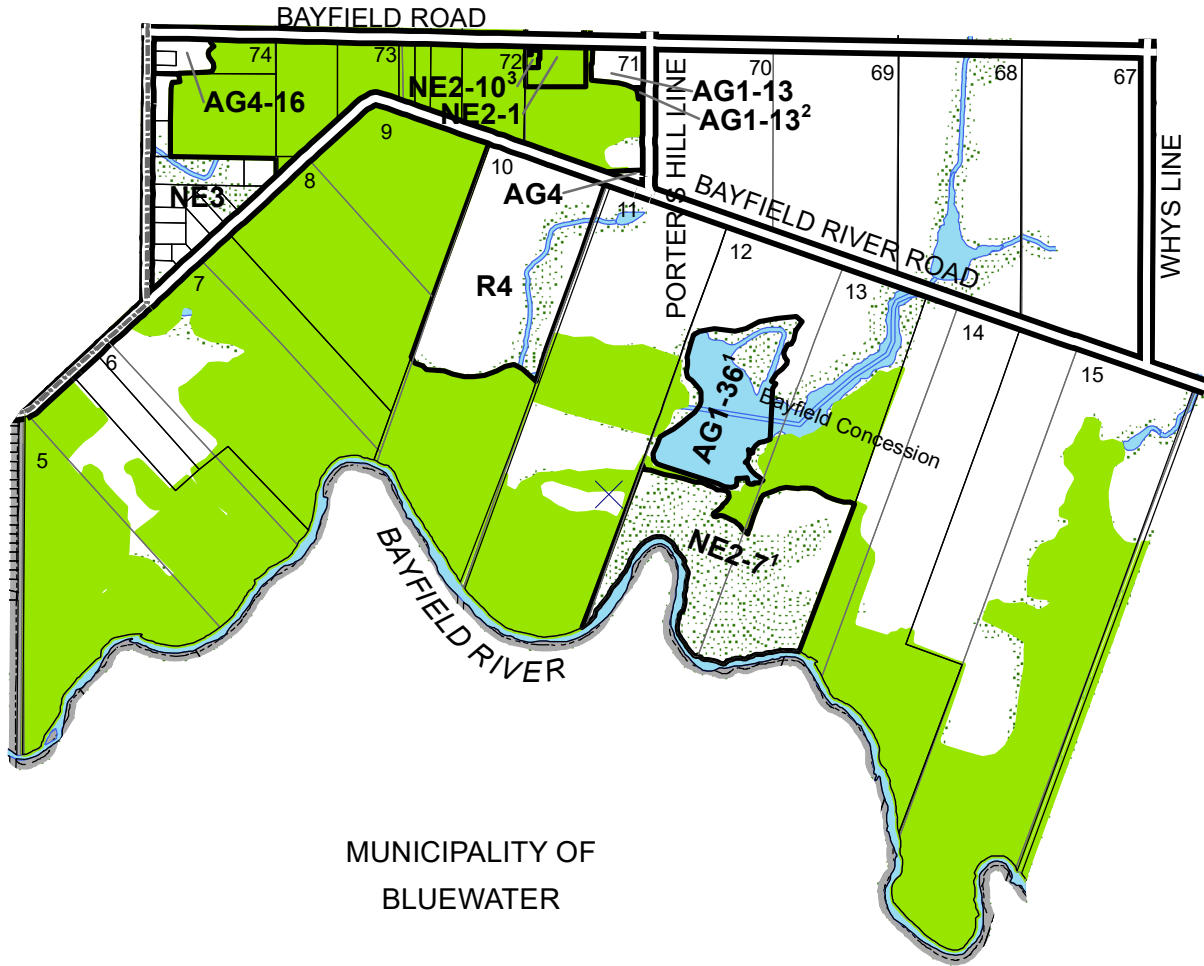 BAYFIELD ROAD
74
73
72
71
70
69
68
67
NE2-10³
AG1-13
AG4-16
NE2-1
AG1-13²
9
10
8
AG4
NE3
11
PORTER'S HILL LINE
BAYFIELD RIVER ROAD
WHYS LINE
12
7
R4
13
14
6
15
AG1-36¹
Bayfield Concession
5
NE2-7¹
BAYFIELD RIVER
MUNICIPALITY OF
BLUEWATER